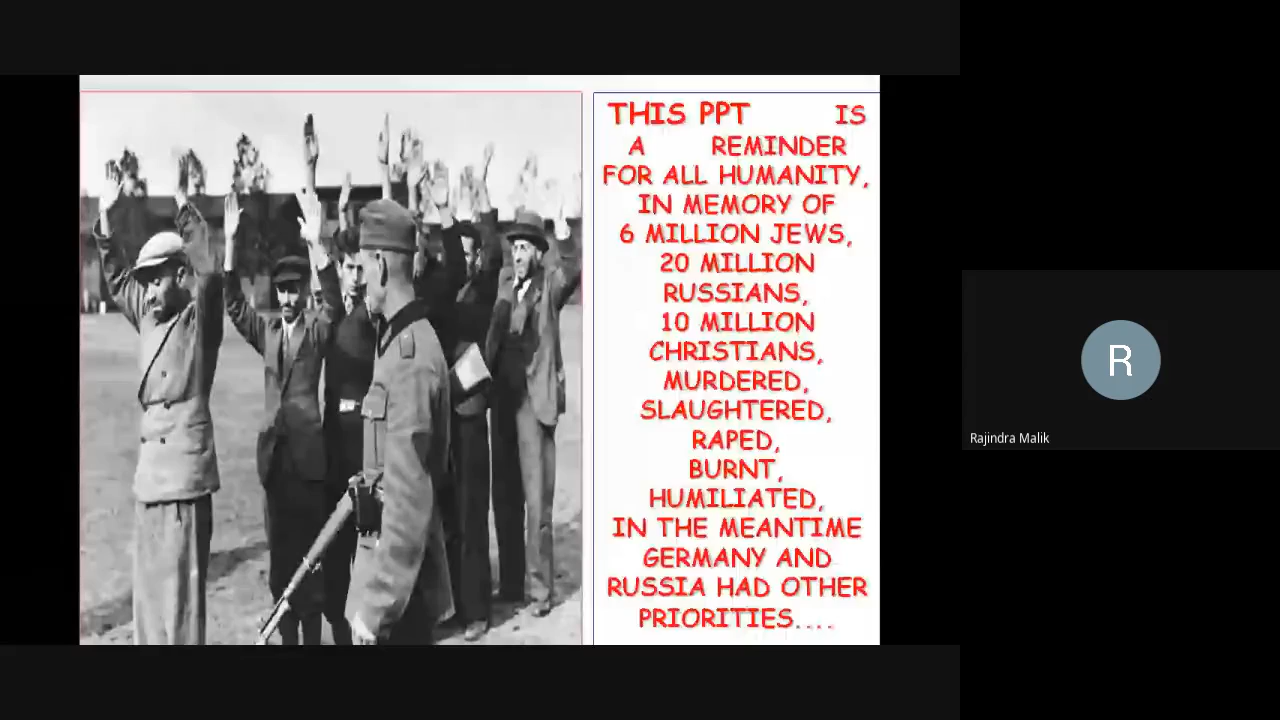 THIS PPT IS
A REMINDER
FOR ALL HUMANITY,
IN MEMORY OF
6 MILLION JEWS,
20 MILLION
RUSSIANS,
10 MILLION
CHRISTIANS,
MURDERED,
SLAUGHTERED,
RAPED,
BURNT,
HUMILIATED,
IN THE MEANTIME
GERMANY AND
RUSSIA HAD OTHER
PRIORITIES....
R
Rajindra Malik